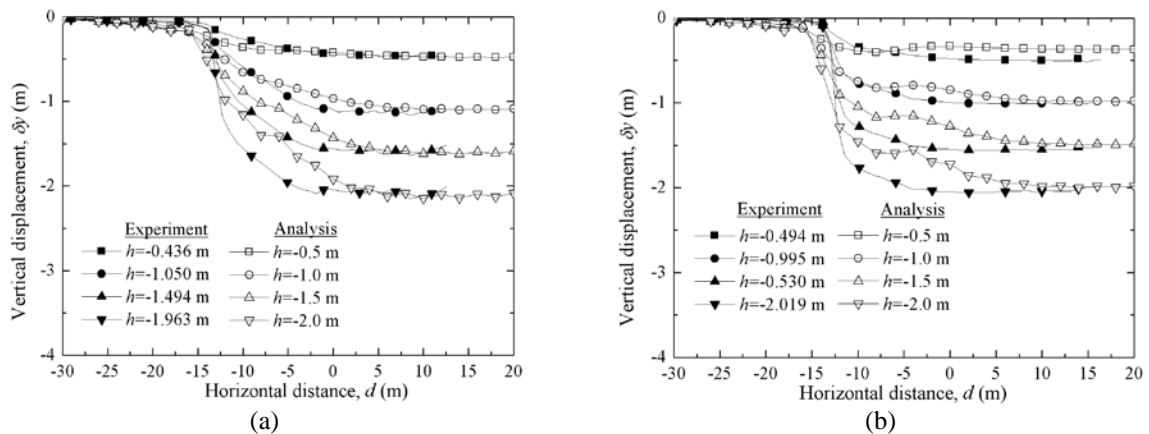 0
-1
-2
-3
-4
Vertical displacement, δy (m)
Experiment Analysis
h=-0.436 m h=-0.5 m
h=-1.050 m h=-1.0 m
h=-1.494 m h=-1.5 m
h=-1.963 m h=-2.0 m
-30 -25 -20 -15 -10 -5 0 5 10 15 20
Horizontal distance, d (m)
(a)
0
-1
-2
-3
-4
Vertical displacement, δy (m)
Experiment Analysis
h=-0.494 m h=-0.5 m
h=-0.995 m h=-1.0 m
h=-0.530 m h=-1.5 m
h=-2.019 m h=-2.0 m
-30 -25 -20 -15 -10 -5 0 5 10 15 20
Horizontal distance, d (m)
(b)